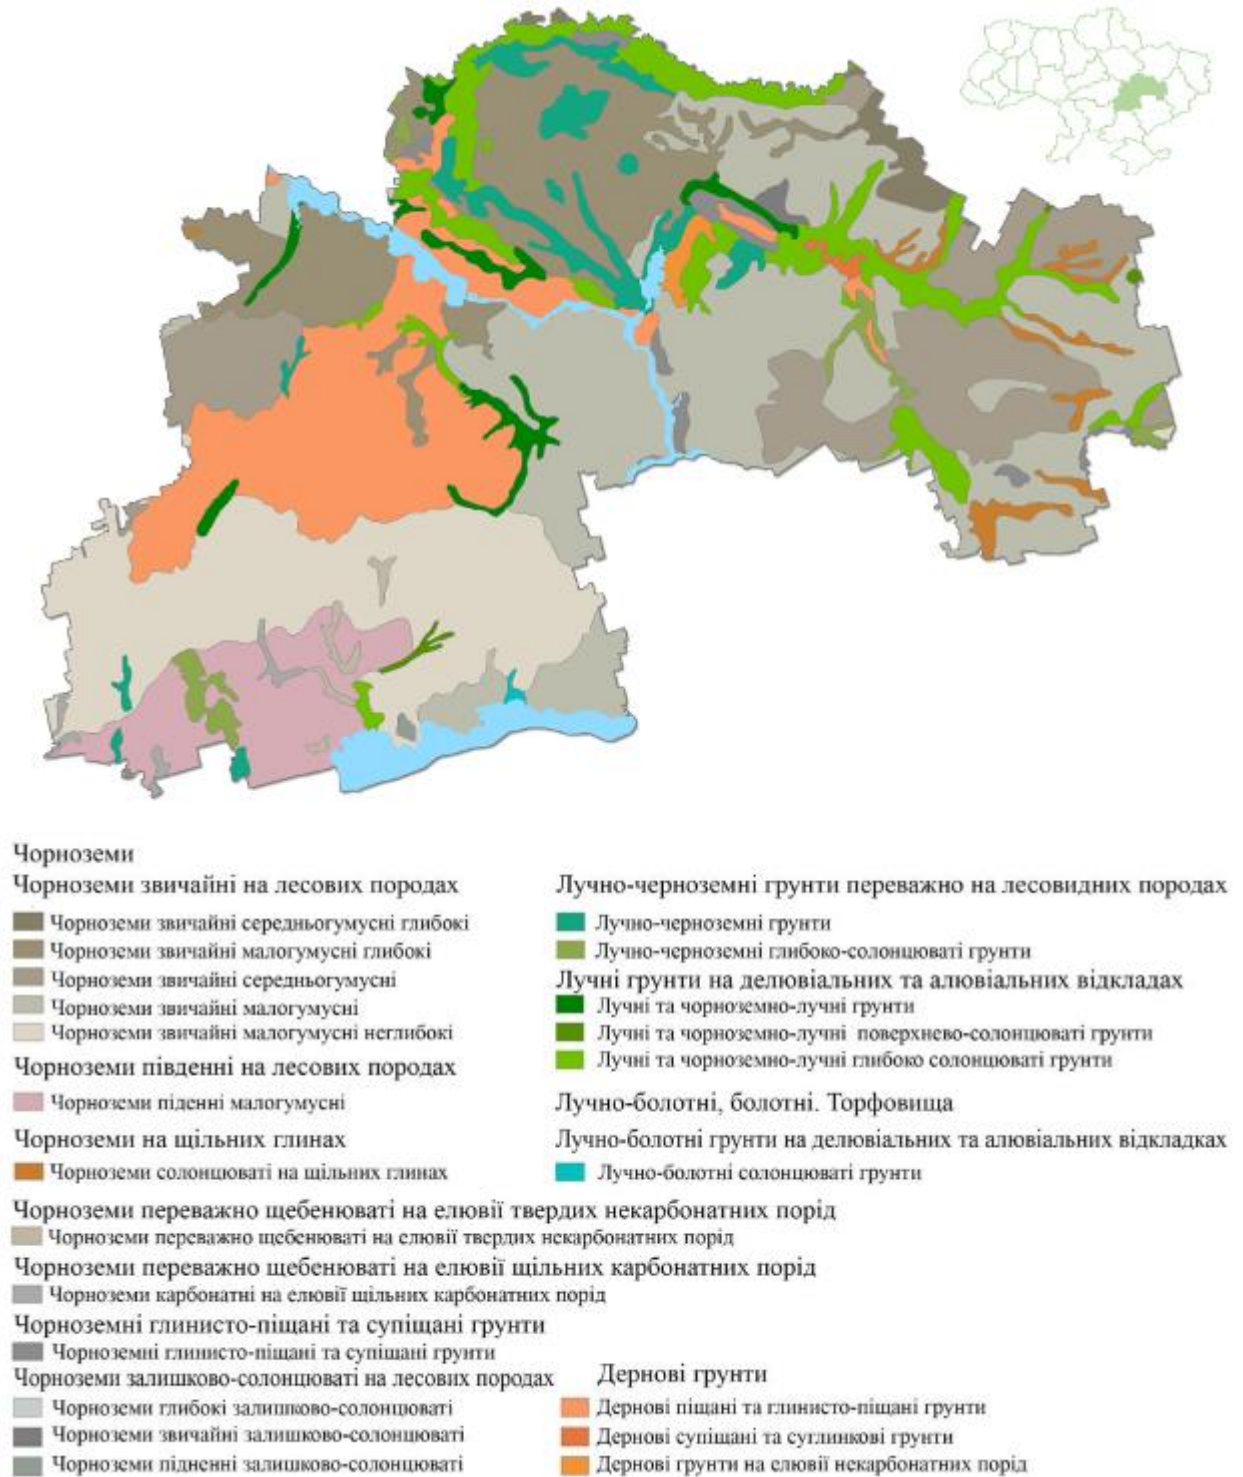 Чорноземи
Чорноземи звичайні на лесових породах
Чорноземи звичайні середньогумусні глибокі
Чорноземи звичайні малогумусні глибокі
Чорноземи звичайні середньогумусні
Чорноземи звичайні малогумусні
Чорноземи звичайні малогумусні неглибокі
Чорноземи південні на лесових породах
Чорноземи піденні малогумусні
Чорноземи на щільних глинах
Чорноземи солонцюваті на щільних глинах
Лучно-черноземні грунти переважно на лесовидних породах
Лучно-черноземні грунти
Лучно-черноземні глибоко-солонцюваті грунти
Лучні грунти на делювіальних та алювіальних відкладах
Лучні та чорноземно-лучні грунти
Лучні та чорноземно-лучні поверхнево-солонцюваті грунти
Лучні та чорноземно-лучні глибоко солонцюваті грунти
Лучно-болотні, болотні. Торфовища
Лучно-болотні грунти на делювіальних та алювіальних відкладках
Лучно-болотні солонцюваті грунти
Чорноземи переважно щебенюваті на елювії твердих некарбонатних порід
Чорноземи переважно щебенюваті на елювії твердих некарбонатних порід
Чорноземи переважно щебенюваті на елювії щільних карбонатних порід
Чорноземи карбонатні на елювії щільних карбонатних порід
Чорноземні глинисто-піщані та супіщані грунти
Чорноземні глинисто-піщані та супіщані грунти
Чорноземи залишково-солонцюваті на лесових породах
Чорноземи глибокі залишково-солонцюваті
Чорноземи звичайні залишково-солонцюваті
Чорноземи підненні залишково-солонцюваті
Дернові грунти
Дернові піщані та глинисто-піщані грунти
Дернові супіщані та суглинкові грунти
Дернові грунти на елювії некарбонатних порід